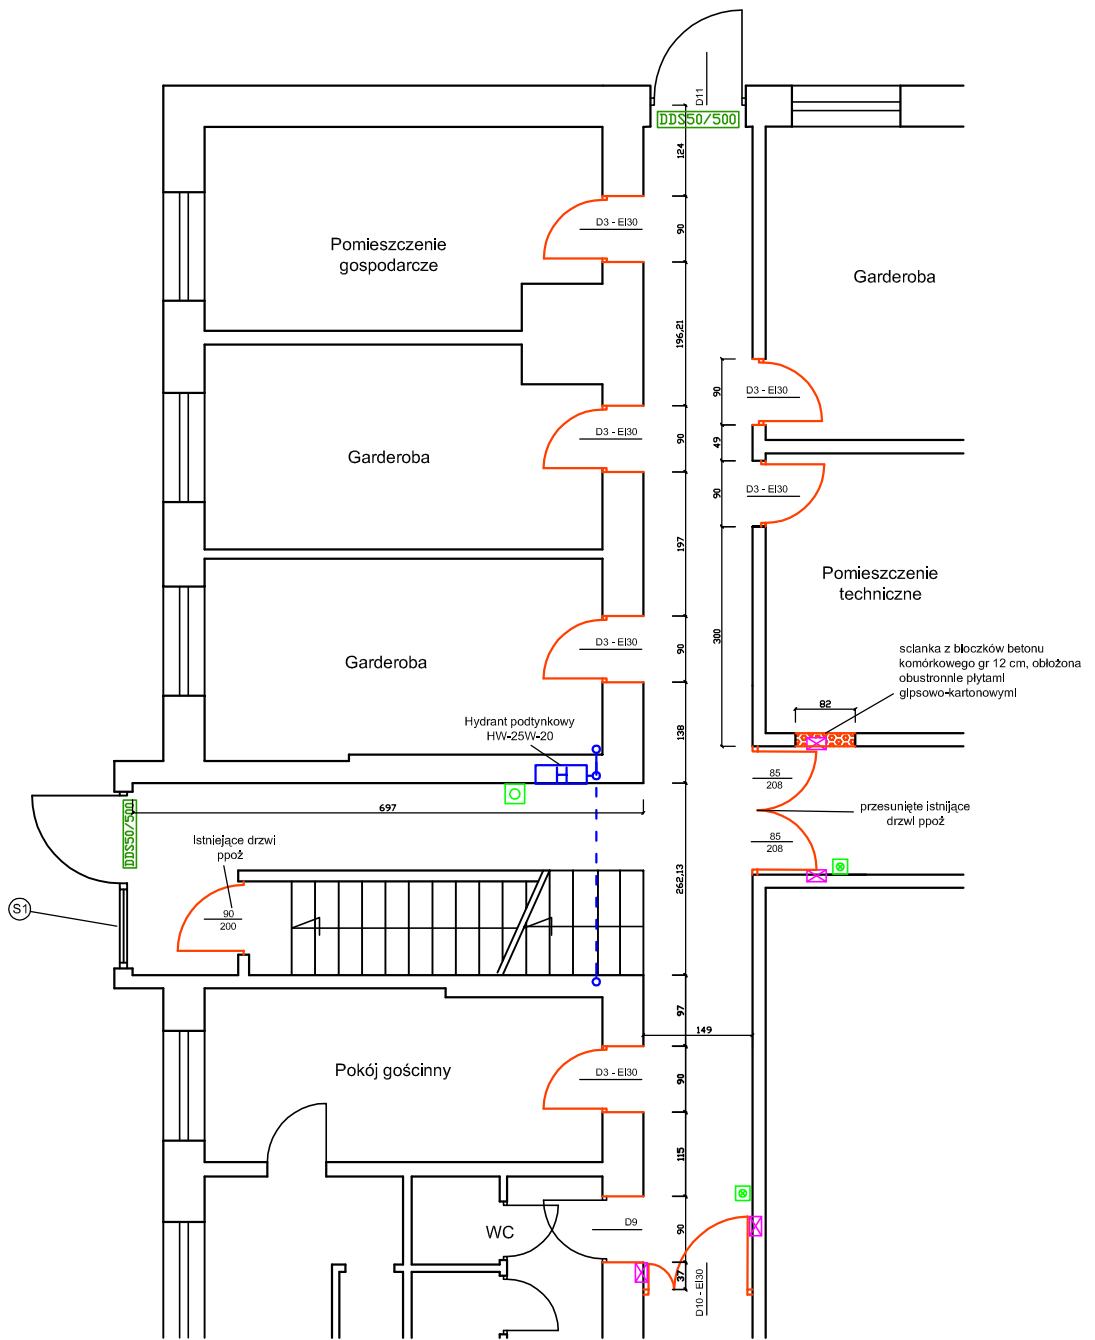 D11
DDS50/500
124
D3 - EI30
90
Pomieszczenie
gospodarcze
Garderoba
196,21
D3 - EI30
90
D3 - EI30
90
49
Garderoba
D3 - EI30
90
197
Pomieszczenie
techniczne
300
D3 - EI30
90
Garderoba
scianka z bloczków betonu
komórkowego gr 12 cm, obłożona
obustronnie płytami
gipsowo-kartonowymi
82
Hydrant podtynkowy
HW-25W-20
138
85
208
697
przesunięte istnijące
drzwi ppoż
DDS50/500
Istniejące drzwi
ppoż
85
208
262,13
S1
90
200
97
149
Pokój gościnny
D3 - EI30
90
115
WC
D9
90
37
D10 - EI30